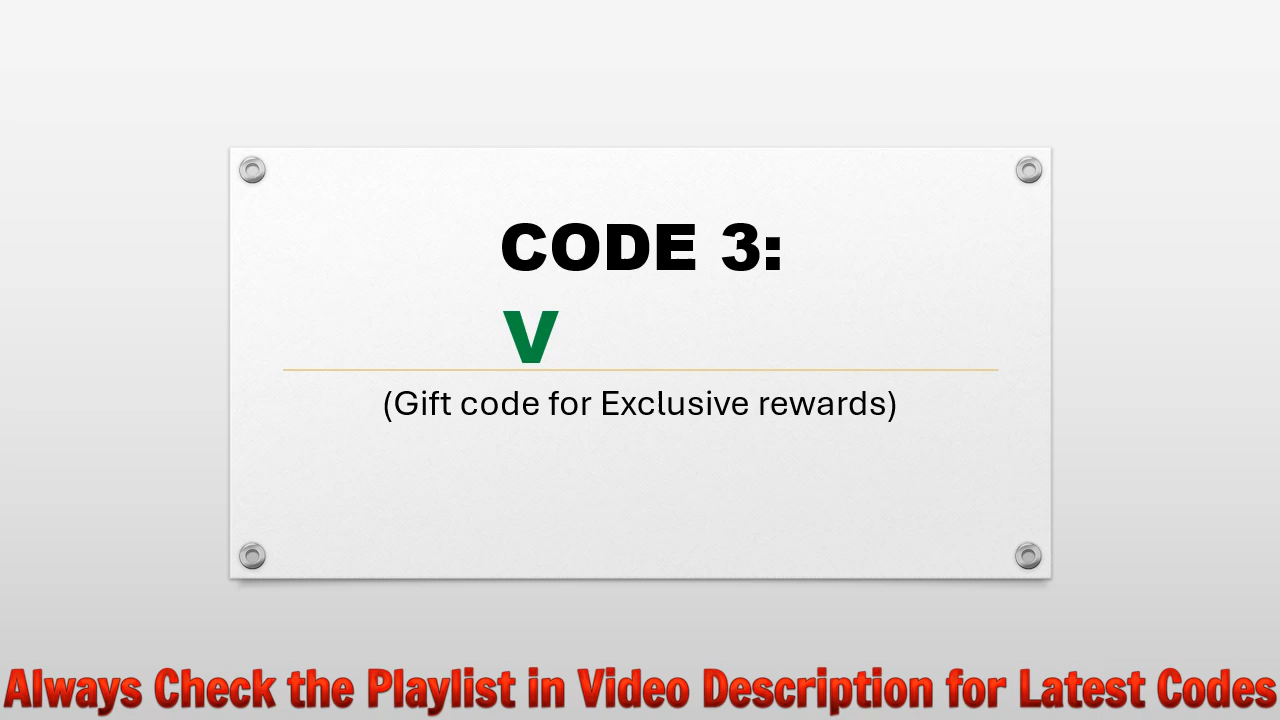 CODE 3:
V
(Gift code for Exclusive rewards)
Always Check the Playlist in Video Description for Latest Codes